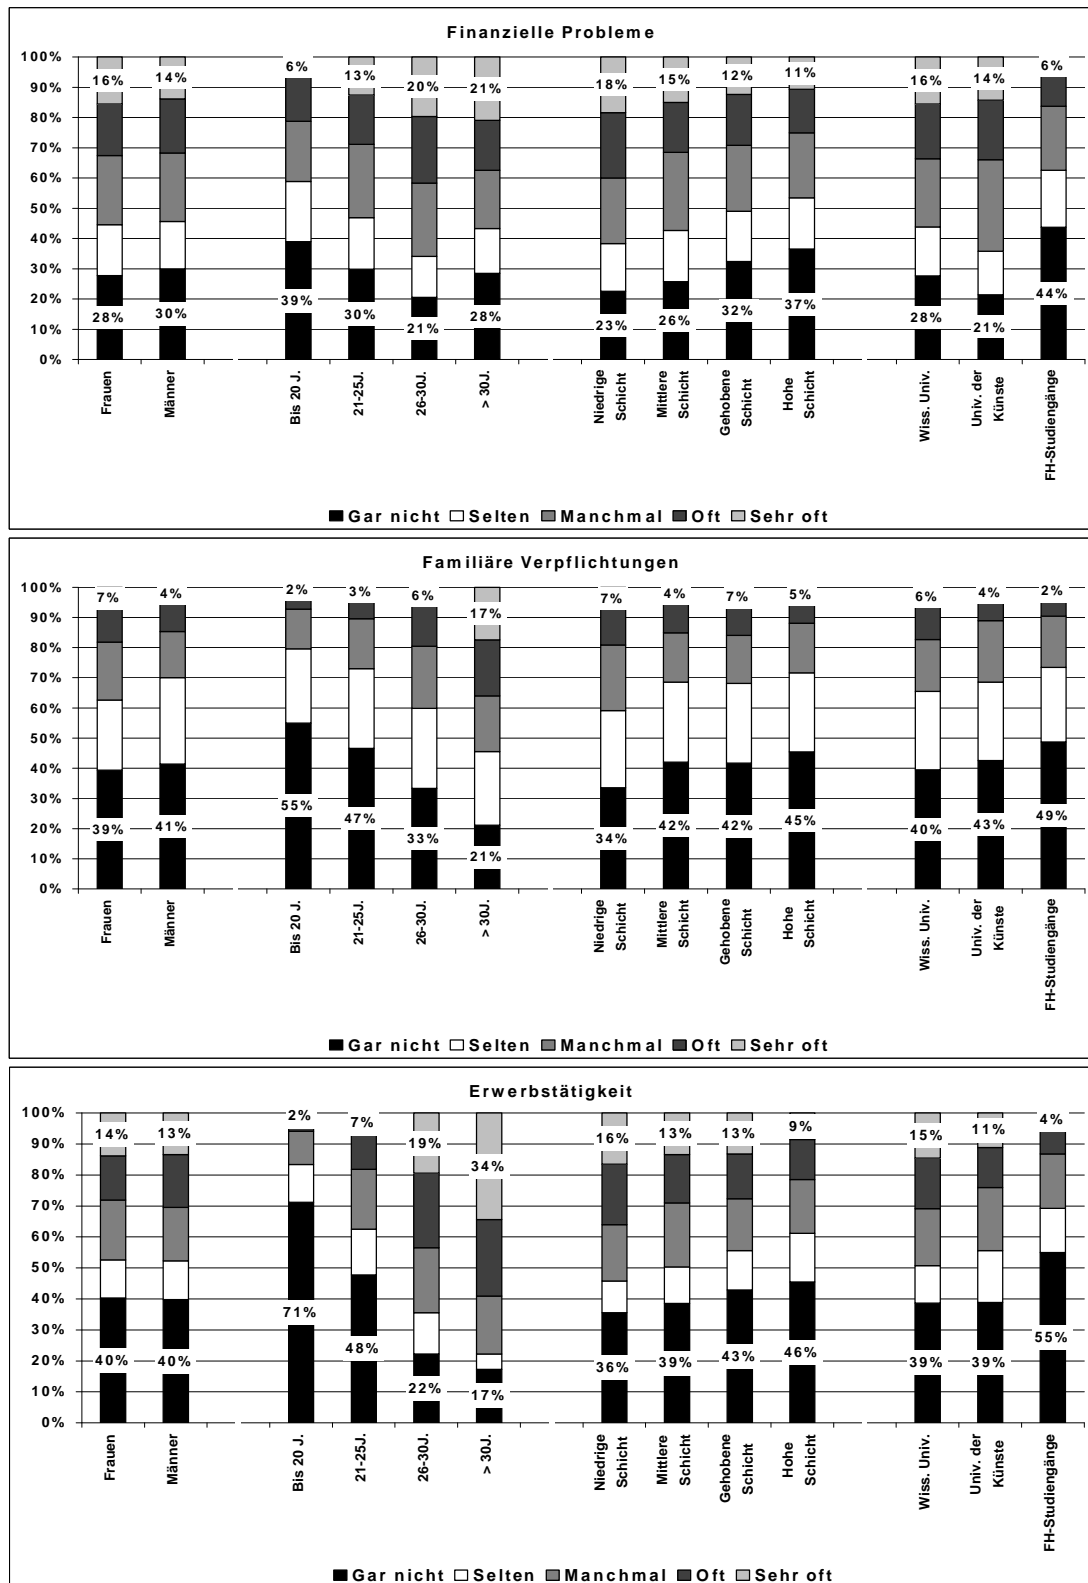 Finanzielle Probleme
100%
90%
80%
70%
60%
50%
40%
30%
20%
10%
0%
16% 14% 6% 13% 20% 21% 18% 15% 12% 11% 16% 14% 6%
28% 30% 39% 30% 21% 28% 23% 26% 32% 37% 28% 21% 44%
Frauen
Männer
Bis 20 J.
21-25J.
26-30J.
> 30J.
Niedrige
Schicht
Mittlere
Schicht
Gehobene
Schicht
Hohe
Schicht
Wiss. Univ.
Univ. der
Künste
FH-Studiengänge
Gar nicht Selten Manchmal Oft Sehr oft
Familiäre Verpflichtungen
100%
90%
80%
70%
60%
50%
40%
30%
20%
10%
0%
7% 4% 2% 3% 6% 17% 7% 4% 7% 5% 6% 4% 2%
39% 41% 55% 47% 33% 21% 34% 42% 42% 45% 40% 43% 49%
Frauen
Männer
Bis 20 J.
21-25J.
26-30J.
> 30J.
Niedrige
Schicht
Mittlere
Schicht
Gehobene
Schicht
Hohe
Schicht
Wiss. Univ.
Univ. der
Künste
FH-Studiengänge
Gar nicht Selten Manchmal Oft Sehr oft
Erwerbstätigkeit
100%
90%
80%
70%
60%
50%
40%
30%
20%
10%
0%
14% 13% 2% 7% 19% 34% 16% 13% 13% 9% 15% 11% 4%
40% 40% 71% 48% 22% 17% 36% 39% 43% 46% 39% 39% 55%
Frauen
Männer
Bis 20 J.
21-25J.
26-30J.
> 30J.
Niedrige
Schicht
Mittlere
Schicht
Gehobene
Schicht
Hohe
Schicht
Wiss. Univ.
Univ. der
Künste
FH-Studiengänge
Gar nicht Selten Manchmal Oft Sehr oft